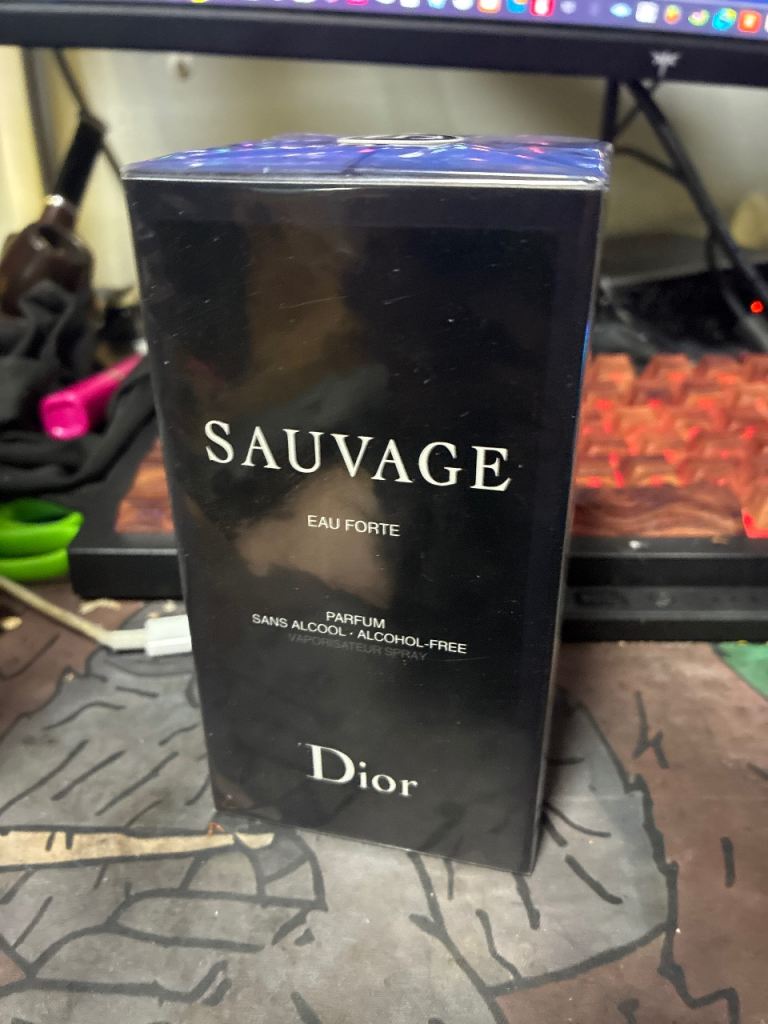 SAUVAGE
EAU FORTE
PARFUM
SANS ALCOOL · ALCOHOL-FREE
VAPORISATEUR SPRAY
Dior